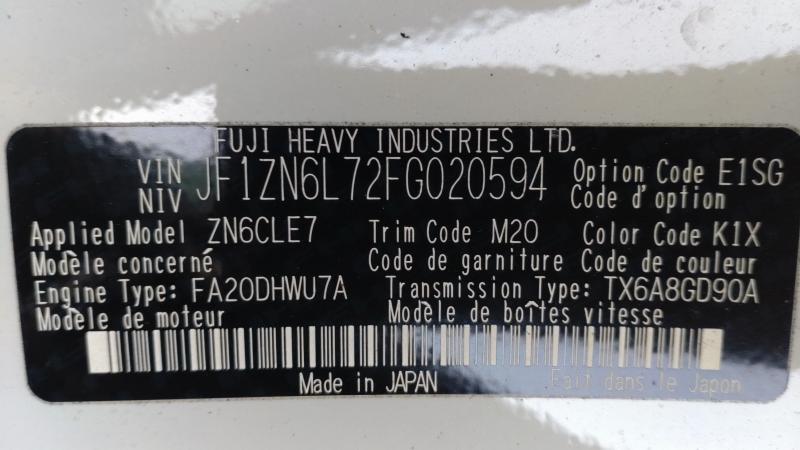 FUJI HEAVY INDUSTRIES LTD.
VIN NIV JF1ZN6L72FG020594 Option Code E1SG
Code d'option
Applied Model ZN6CLE7 Trim Code M20 Color Code K1X
Modèle concerné Code de garniture Code de couleur
Engine Type: FA20DHWU7A Transmission Type: TX6A8GD90A
Modèle de moteur Modèle de boîtes vitesse
Made in JAPAN Fait dans le Japon